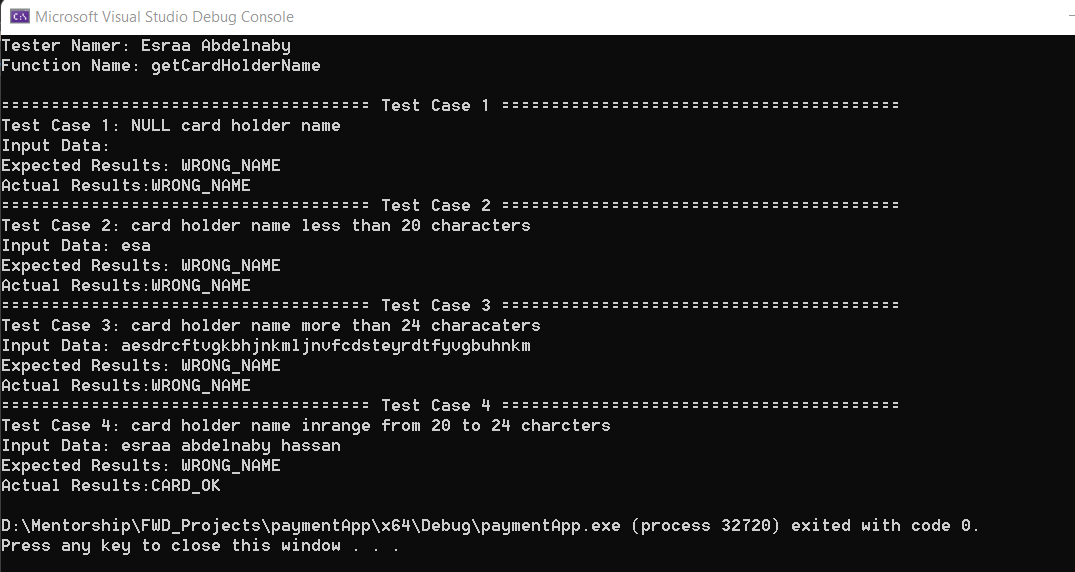 Microsoft Visual Studio Debug Console
Tester Namer: Esraa Abdelnaby
Function Name: getCardHolderName
===================================== Test Case 1 ========================================
Test Case 1: NULL card holder name
Input Data:
Expected Results: WRONG_NAME
Actual Results:WRONG_NAME
===================================== Test Case 2 ========================================
Test Case 2: card holder name less than 20 characters
Input Data: esa
Expected Results: WRONG_NAME
Actual Results:WRONG_NAME
===================================== Test Case 3 ========================================
Test Case 3: card holder name more than 24 characaters
Input Data: aesdrcftvgkbhjnkmljnvfcdsteyrdtfyvgbuhnkm
Expected Results: WRONG_NAME
Actual Results:WRONG_NAME
===================================== Test Case 4 ========================================
Test Case 4: card holder name inrange from 20 to 24 charcters
Input Data: esraa abdelnaby hassan
Expected Results: WRONG_NAME
Actual Results:CARD_OK
D:\Mentorship\FWD_Projects\paymentApp\x64\Debug\paymentApp.exe (process 32720) exited with code 0.
Press any key to close this window . . .